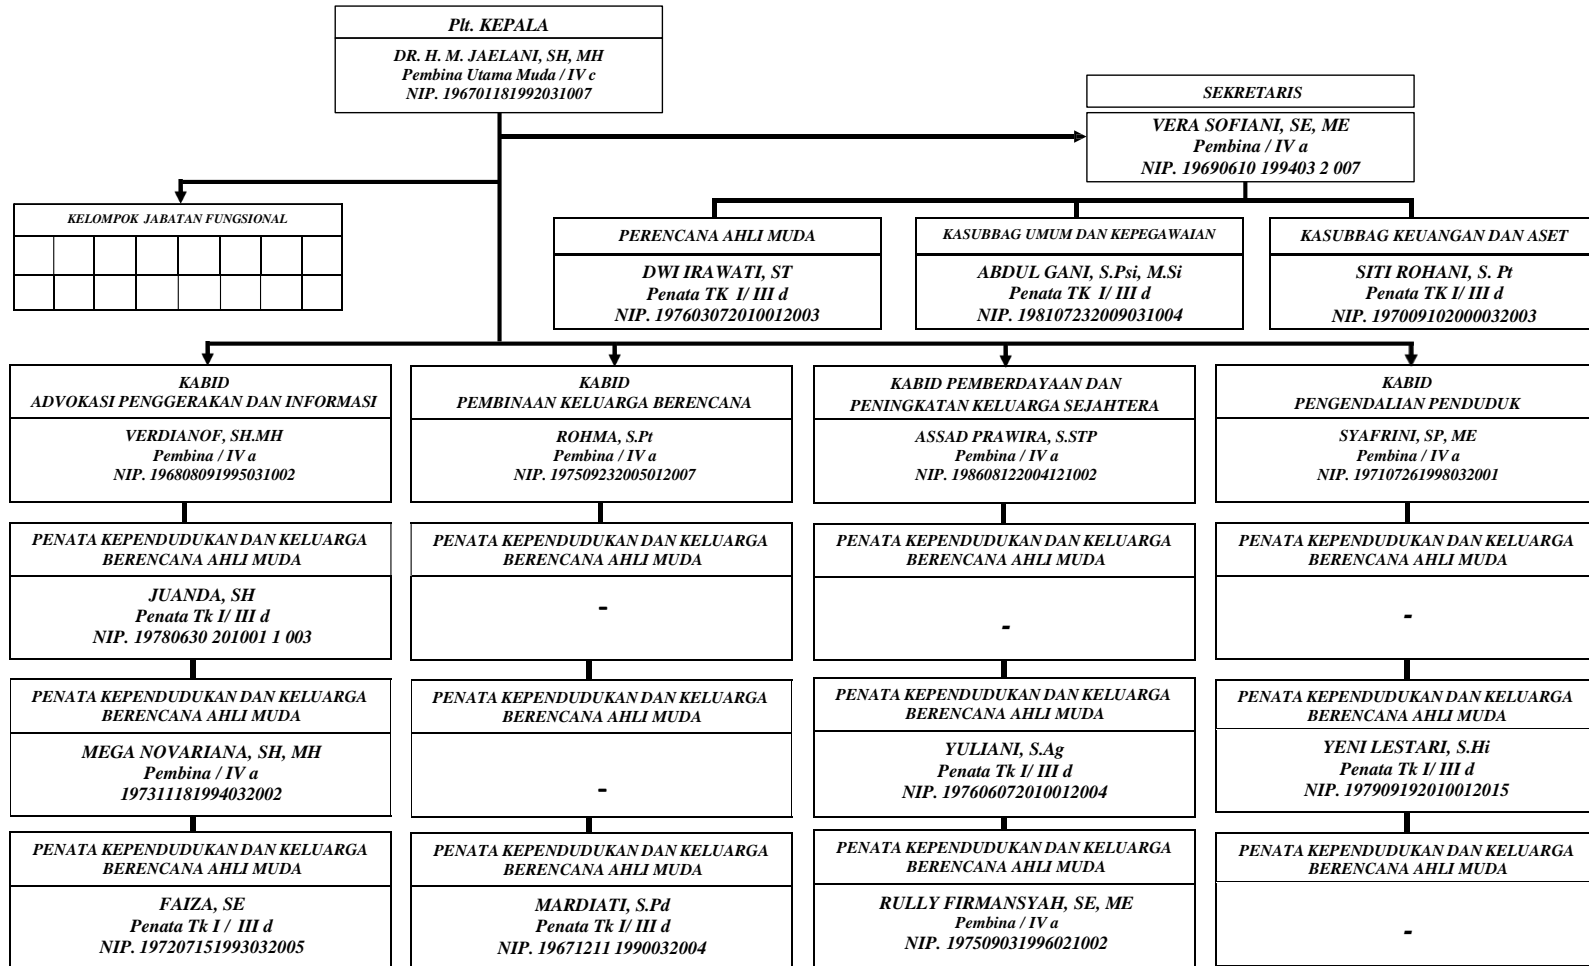 Plt. KEPALA
DR. H. M. JAELANI, SH, MH
Pembina Utama Muda / IV c
NIP. 196701181992031007
SEKRETARIS
VERA SOFIANI, SE, ME
Pembina / IV a
NIP. 19690610 199403 2 007
KELOMPOK JABATAN FUNGSIONAL
PERENCANA AHLI MUDA
DWI IRAWATI, ST
Penata TK I/ III d
NIP. 197603072010012003
KASUBBAG UMUM DAN KEPEGAWAIAN
ABDUL GANI, S.Psi, M.Si
Penata TK I/ III d
NIP. 198107232009031004
KASUBBAG KEUANGAN DAN ASET
SITI ROHANI, S. Pt
Penata TK I/ III d
NIP. 197009102000032003
KABID
ADVOKASI PENGGERAKAN DAN INFORMASI
VERDIANOF, SH.MH
Pembina / IV a
NIP. 196808091995031002
KABID
PEMBINAAN KELUARGA BERENCANA
ROHMA, S.Pt
Pembina / IV a
NIP. 197509232005012007
KABID PEMBERDAYAAN DAN
PENINGKATAN KELUARGA SEJAHTERA
ASSAD PRAWIRA, S.STP
Pembina / IV a
NIP. 198608122004121002
KABID
PENGENDALIAN PENDUDUK
SYAFRINI, SP, ME
Pembina / IV a
NIP. 197107261998032001
PENATA KEPENDUDUKAN DAN KELUARGA
BERENCANA AHLI MUDA
JUANDA, SH
Penata Tk I/ III d
NIP. 19780630 201001 1 003
PENATA KEPENDUDUKAN DAN KELUARGA
BERENCANA AHLI MUDA
-
PENATA KEPENDUDUKAN DAN KELUARGA
BERENCANA AHLI MUDA
-
PENATA KEPENDUDUKAN DAN KELUARGA
BERENCANA AHLI MUDA
-
PENATA KEPENDUDUKAN DAN KELUARGA
BERENCANA AHLI MUDA
MEGA NOVARIANA, SH, MH
Pembina / IV a
197311181994032002
PENATA KEPENDUDUKAN DAN KELUARGA
BERENCANA AHLI MUDA
-
PENATA KEPENDUDUKAN DAN KELUARGA
BERENCANA AHLI MUDA
YULIANI, S.Ag
Penata Tk I/ III d
NIP. 197606072010012004
PENATA KEPENDUDUKAN DAN KELUARGA
BERENCANA AHLI MUDA
YENI LESTARI, S.Hi
Penata Tk I/ III d
NIP. 197909192010012015
PENATA KEPENDUDUKAN DAN KELUARGA
BERENCANA AHLI MUDA
FAIZA, SE
Penata Tk I / III d
NIP. 197207151993032005
PENATA KEPENDUDUKAN DAN KELUARGA
BERENCANA AHLI MUDA
MARDIATI, S.Pd
Penata Tk I/ III d
NIP. 19671211 1990032004
PENATA KEPENDUDUKAN DAN KELUARGA
BERENCANA AHLI MUDA
RULLY FIRMANSYAH, SE, ME
Pembina / IV a
NIP. 197509031996021002
PENATA KEPENDUDUKAN DAN KELUARGA
BERENCANA AHLI MUDA
-